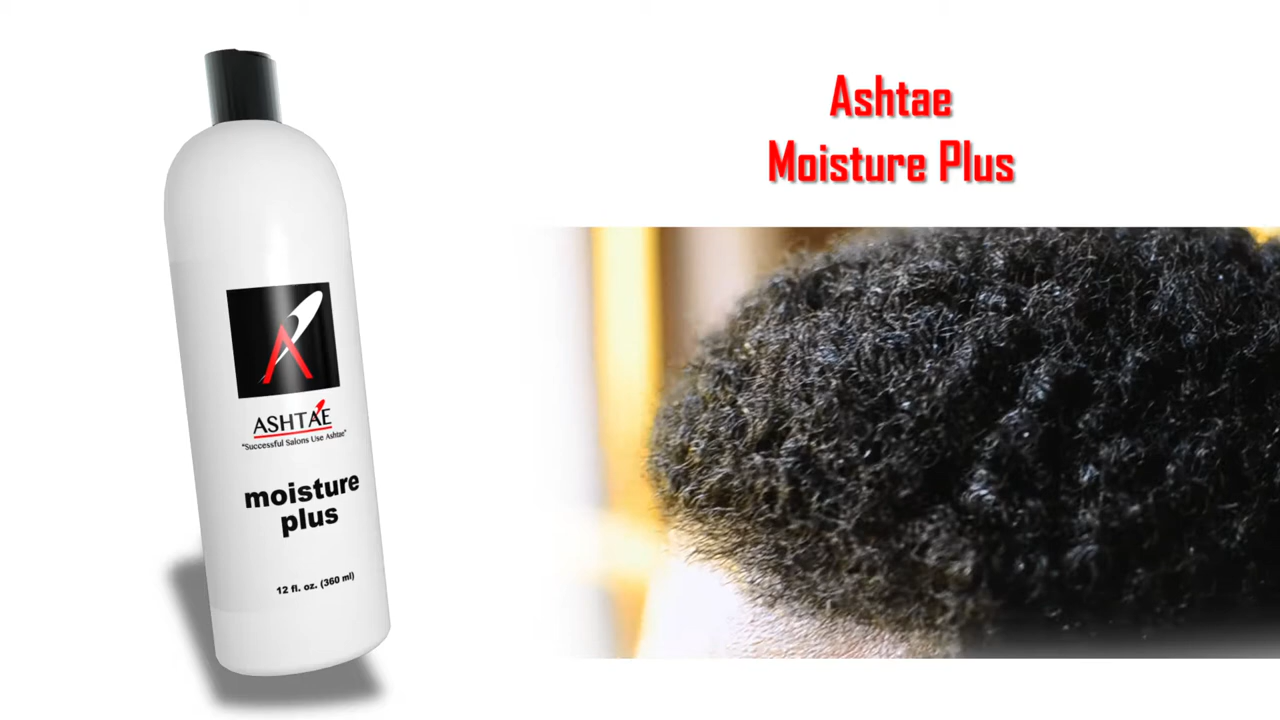 Ashtae
Moisture Plus
ASHTAE
"Successful Salons Use Ashtae"
moisture
plus
12 fl. oz. (360 ml)